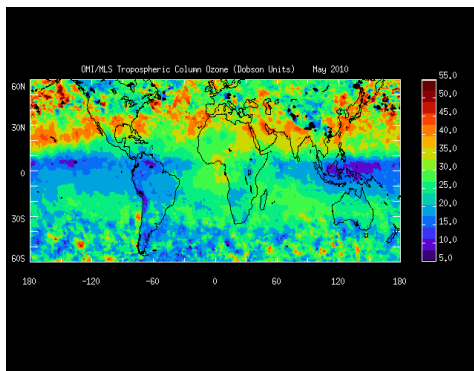 OMI/MLS Tropospheric Column Ozone (Dobson Units) May 2010
60N
30N
0
30S
60S
180 -120 -60 0 60 120 180
55.0
50.0
45.0
40.0
35.0
30.0
25.0
20.0
15.0
10.0
5.0